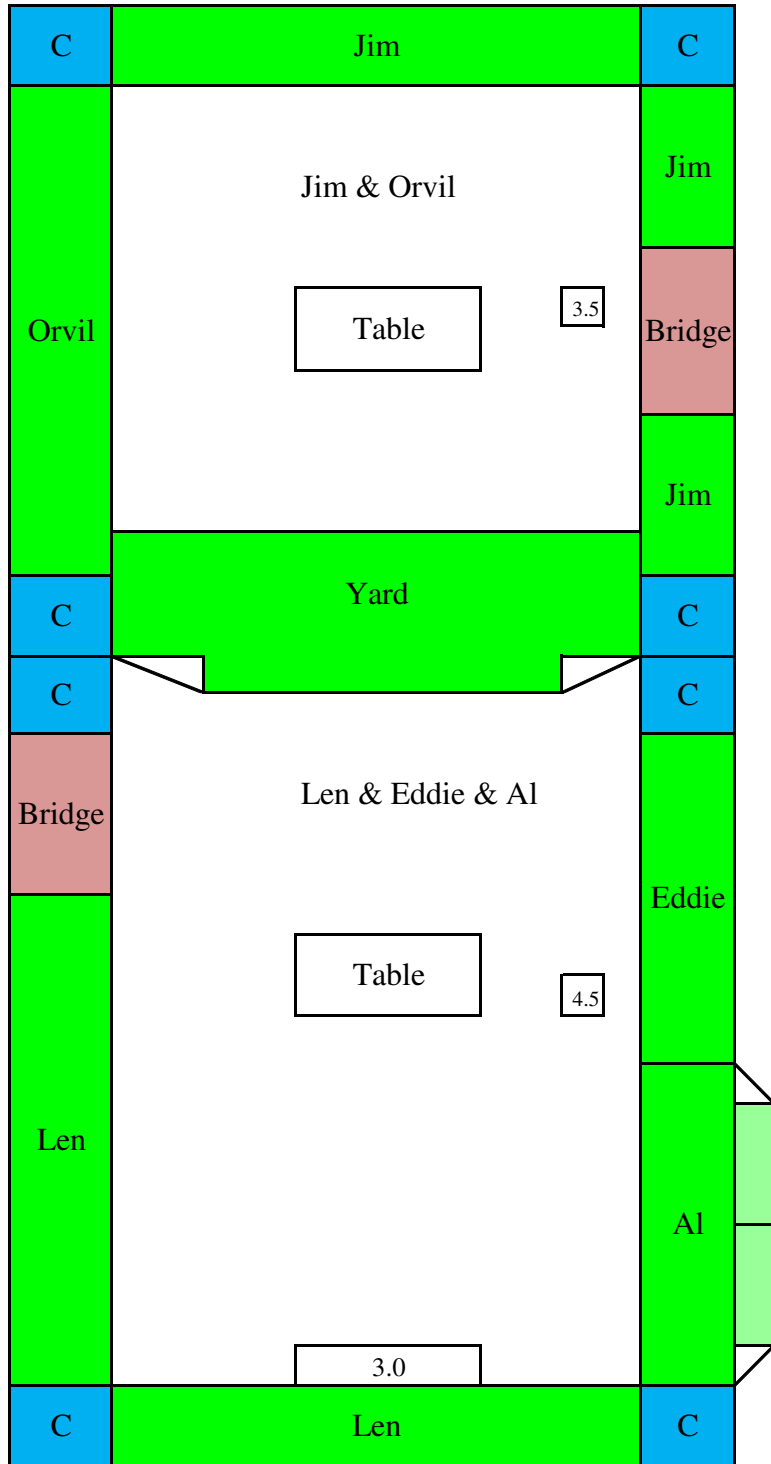 C Jim C
Jim
Jim & Orvil
3.5
Orvil Table Bridge
Jim
Yard
C C
C C
Len & Eddie & Al
Bridge
Eddie
Table
4.5
Len
Al
3.0
C Len C